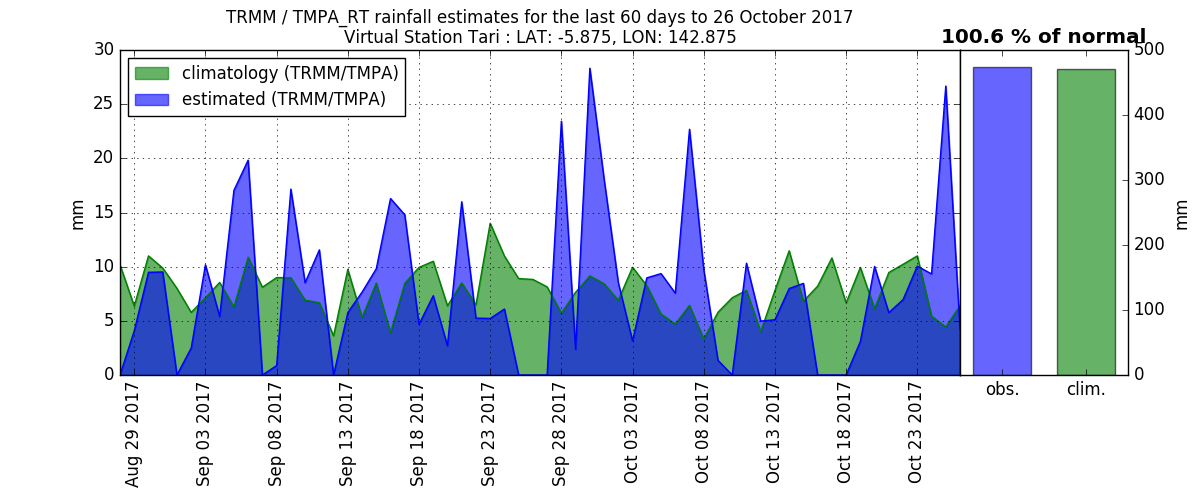 TRMM / TMPA_RT rainfall estimates for the last 60 days to 26 October 2017
Virtual Station Tari : LAT: -5.875, LON: 142.875
100.6 % of normal
climatology (TRMM/TMPA)
estimated (TRMM/TMPA)
30
25
20
15
10
5
0
mm
Aug 29 2017
Sep 03 2017
Sep 08 2017
Sep 13 2017
Sep 18 2017
Sep 23 2017
Sep 28 2017
Oct 03 2017
Oct 08 2017
Oct 13 2017
Oct 18 2017
Oct 23 2017
obs.
clim.
500
400
300
200
100
0
mm